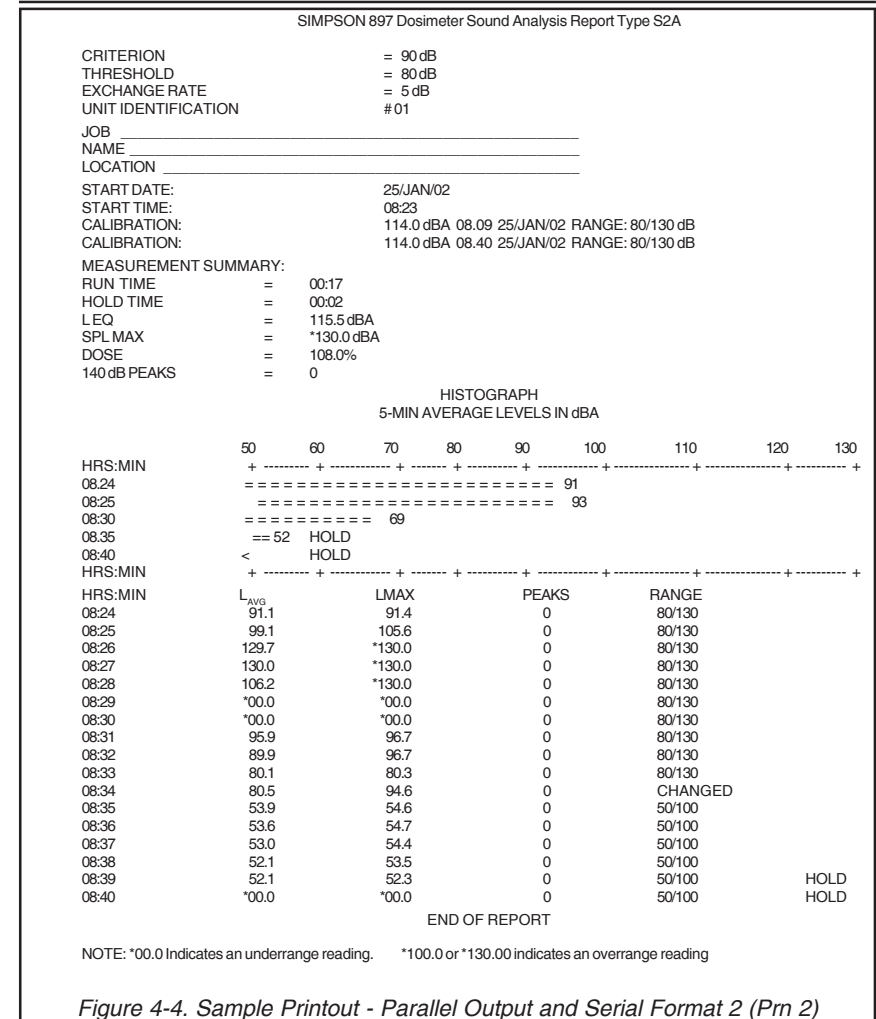 SIMPSON 897 Dosimeter Sound Analysis Report Type S2A
CRITERION = 90 dB
THRESHOLD = 80 dB
EXCHANGE RATE = 5 dB
UNIT IDENTIFICATION # 01
JOB ____________________
NAME ____________________
LOCATION ____________________
START DATE: 25/JAN/02
START TIME: 08:23
CALIBRATION: 114.0 dBA 08.09 25/JAN/02 RANGE: 80/130 dB
CALIBRATION: 114.0 dBA 08.40 25/JAN/02 RANGE: 80/130 dB
MEASUREMENT SUMMARY:
RUN TIME = 00:17
HOLD TIME = 00:02
LEQ = 115.5 dBA
SPL MAX = *130.0 dBA
DOSE = 108.0%
140 dB PEAKS = 0
HISTOGRAPH
5-MIN AVERAGE LEVELS IN dBA
50 60 70 80 90 100 110 120 130
HRS:MIN + --------- + ------------ + ------- + ---------- + ------------ + --------------- + --------------- + ---------- +
08.24 = = = = = = = = = = = = = = = = = = = = = = = = 91
08:25 = = = = = = = = = = = = = = = = = = = = = = = 93
08:30 = = = = = = = = = = 69
08.35 == 52 HOLD
08:40 < HOLD
HRS:MIN + --------- + ------------ + ------- + ---------- + ------------ + --------------- + --------------- + ---------- +
HRS:MIN LAVG LMAX PEAKS RANGE
08:24 91.1 91.4 0 80/130
08:25 99.1 105.6 0 80/130
08:26 129.7 *130.0 0 80/130
08:27 130.0 *130.0 0 80/130
08:28 106.2 *130.0 0 80/130
08:29 *00.0 *00.0 0 80/130
08:30 *00.0 *00.0 0 80/130
08:31 95.9 96.7 0 80/130
08:32 89.9 96.7 0 80/130
08:33 80.1 80.3 0 80/130
08:34 80.5 94.6 0 CHANGED
08:35 53.9 54.6 0 50/100
08:36 53.6 54.7 0 50/100
08:37 53.0 54.4 0 50/100
08:38 52.1 53.5 0 50/100
08:39 52.1 52.3 0 50/100 HOLD
08:40 *00.0 *00.0 0 50/100 HOLD
END OF REPORT
NOTE: *00.0 Indicates an underrange reading. *100.0 or *130.00 indicates an overrange reading
Figure 4-4. Sample Printout - Parallel Output and Serial Format 2 (Prn 2)